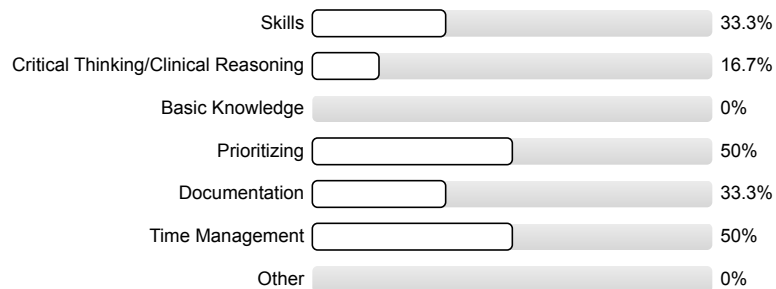 Skills 33.3%
Critical Thinking/Clinical Reasoning 16.7%
Basic Knowledge 0%
Prioritizing 50%
Documentation 33.3%
Time Management 50%
Other 0%